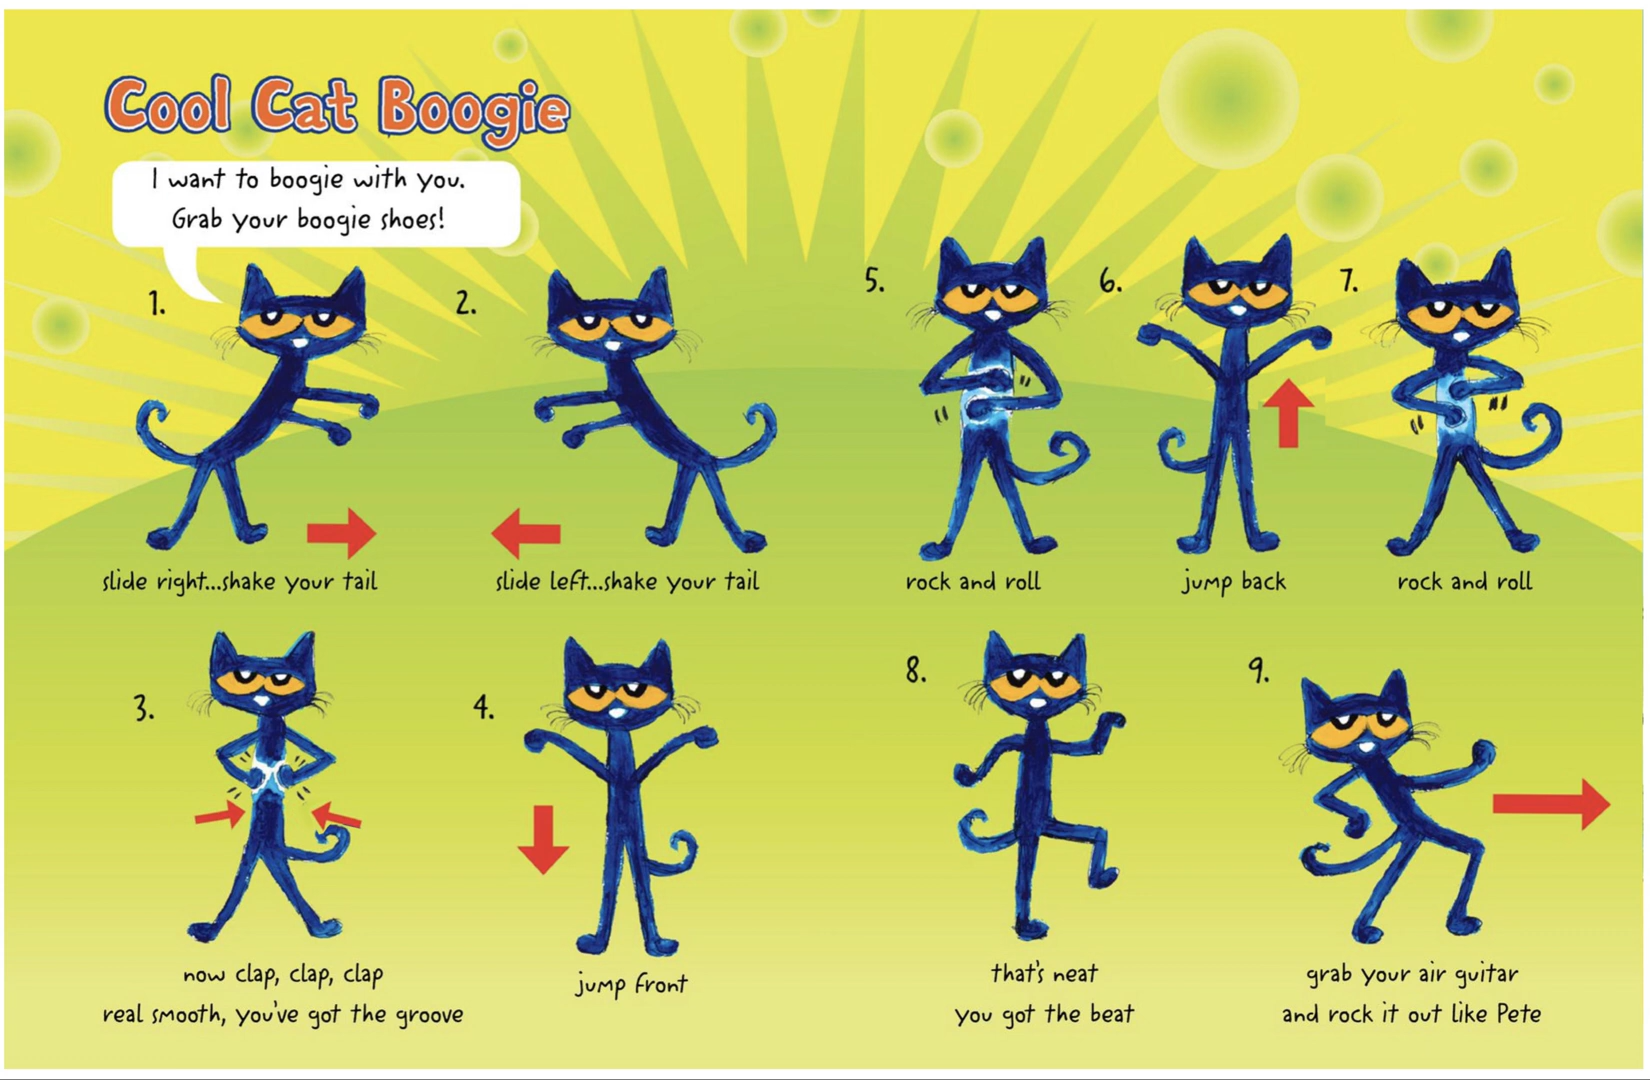 Cool Cat Boogie
I want to boogie with you.
Grab your boogie shoes!
1.
slide right...shake your tail
2.
slide left...shake your tail
3.
now clap, clap, clap
real smooth, you've got the groove
4.
jump front
5.
rock and roll
6.
jump back
7.
rock and roll
8.
that's neat
you got the beat
9.
grab your air guitar
and rock it out like Pete